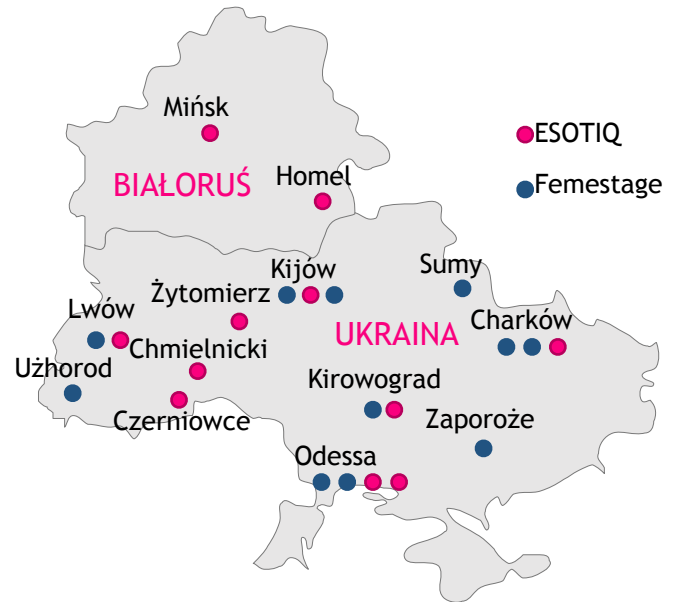 Mińsk
ESOTIQ
BIAŁORUŚ
Homel
Femestage
Kijów
Sumy
Żytomierz
Lwów
UKRAINA
Charków
Chmielnicki
Użhorod
Kirowograd
Czerniowce
Zaporoże
Odessa